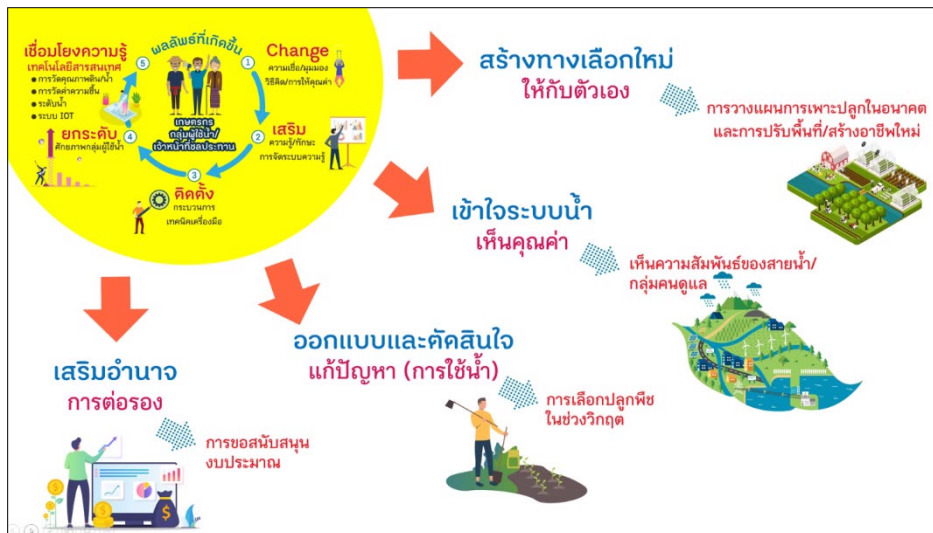 ผลลัพธ์ที่เกิดขึ้น
เกษตรกร
กลุ่มผู้ใช้น้ำ/
เจ้าหน้าที่ชลประทาน
1
Change
ความเชื่อ/มุมมอง
วิธีคิด/การให้คุณค่า
2
เสริม
ความรู้/ทักษะ
การจัดระบบความรู้
3
ติดตั้ง
กระบวนการ
เทคนิคเครื่องมือ
4
ยกระดับ
ศักยภาพกลุ่มผู้ใช้น้ำ
5
เชื่อมโยงความรู้
เทคโนโลยีสารสนเทศ
● การวัดคุณภาพดิน/น้ำ
● การวัดค่าความชื้น
● ระดับน้ำ
● ระบบ IOT
สร้างทางเลือกใหม่
ให้กับตัวเอง
การวางแผนการเพาะปลูกในอนาคต
และการปรับพื้นที่/สร้างอาชีพใหม่
เข้าใจระบบน้ำ
เห็นคุณค่า
เห็นความสัมพันธ์ของสายน้ำ/
กลุ่มคนดูแล
ออกแบบและตัดสินใจ
แก้ปัญหา (การใช้น้ำ)
การเลือกปลูกพืช
ในช่วงวิกฤต
เสริมอำนาจ
การต่อรอง
การขอสนับสนุน
งบประมาณ